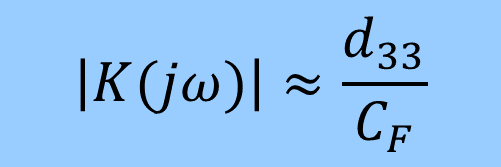 |K(jω)| ≈ d₃₃ / C_F